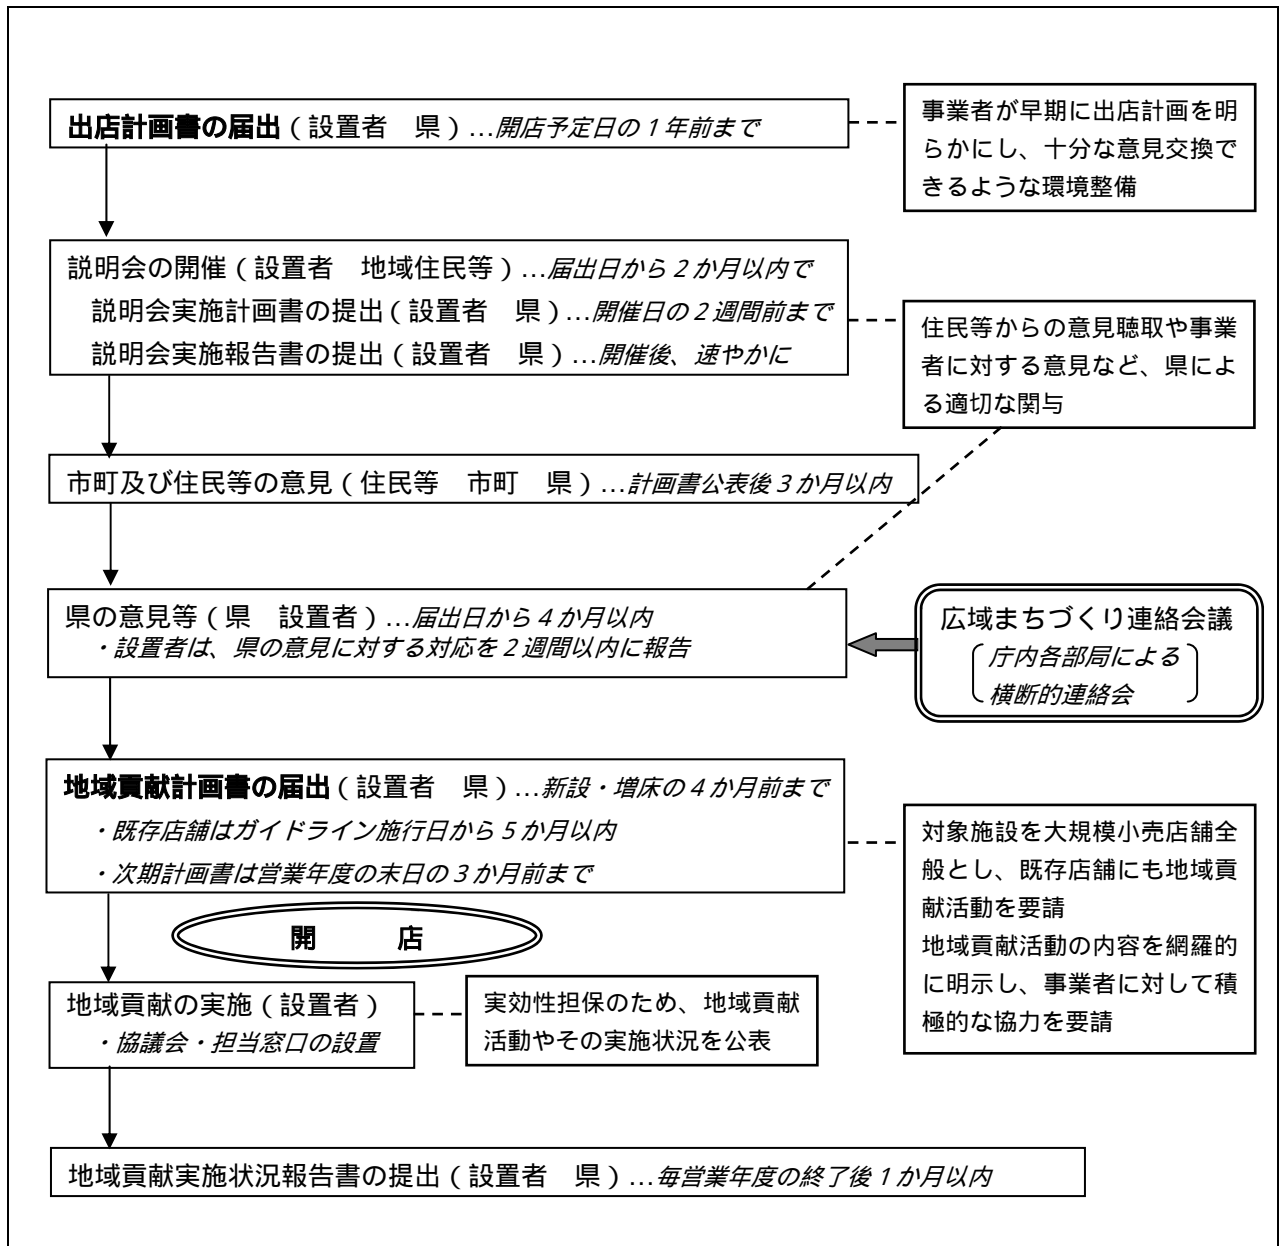 出店計画書の届出（設置者　県）…開店予定日の１年前まで
事業者が早期に出店計画を明
らかにし、十分な意見交換で
きるような環境整備
説明会の開催（設置者　地域住民等）…届出日から２か月以内で
説明会実施計画書の提出（設置者　県）…開催日の２週間前まで
説明会実施報告書の提出（設置者　県）…開催後、速やかに
住民等からの意見聴取や事業
者に対する意見など、県によ
る適切な関与
市町及び住民等の意見（住民等　市町　県）…計画書公表後３か月以内
県の意見等（県　設置者）…届出日から４か月以内
・設置者は、県の意見に対する対応を２週間以内に報告
広域まちづくり連絡会議
庁内各部局による
横断的連絡会
地域貢献計画書の届出（設置者　県）…新設・増床の４か月前まで
・既存店舗はガイドライン施行日から５か月以内
・次期計画書は営業年度の末日の３か月前まで
対象施設を大規模小売店舗全
般とし、既存店舗にも地域貢
献活動を要請
地域貢献活動の内容を網羅的
に明示し、事業者に対して積
極的な協力を要請
開　　店
地域貢献の実施（設置者）
・協議会・担当窓口の設置
実効性担保のため、地域貢献
活動やその実施状況を公表
地域貢献実施状況報告書の提出（設置者　県）…毎営業年度の終了後１か月以内